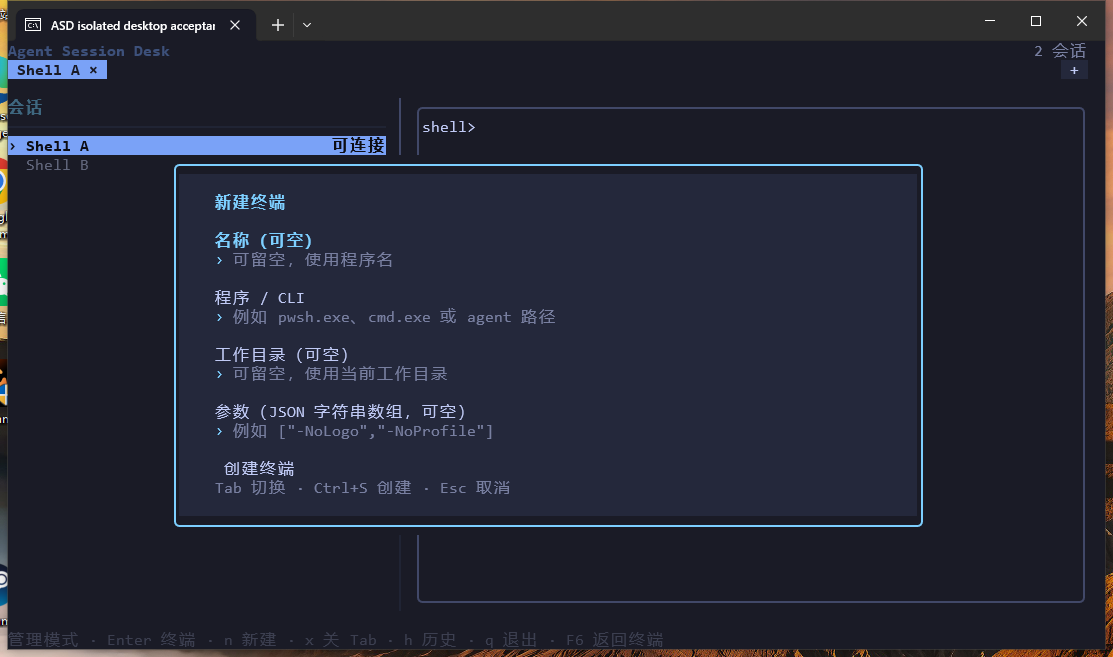 ASD isolated desktop acceptar
Agent Session Desk
2 会话
Shell A ×
+
会话
› Shell A 可连接
Shell B
shell>
新建终端
名称 (可空)
› 可留空, 使用程序名
程序 / CLI
› 例如 pwsh.exe、cmd.exe 或 agent 路径
工作目录 (可空)
› 可留空, 使用当前工作目录
参数 (JSON 字符串数组, 可空)
› 例如 ["-NoLogo","-NoProfile"]
创建终端
Tab 切换 · Ctrl+S 创建 · Esc 取消
管理模式 · Enter 终端 · n 新建 · x 关 Tab · h 历史 · q 退出 · F6 返回终端